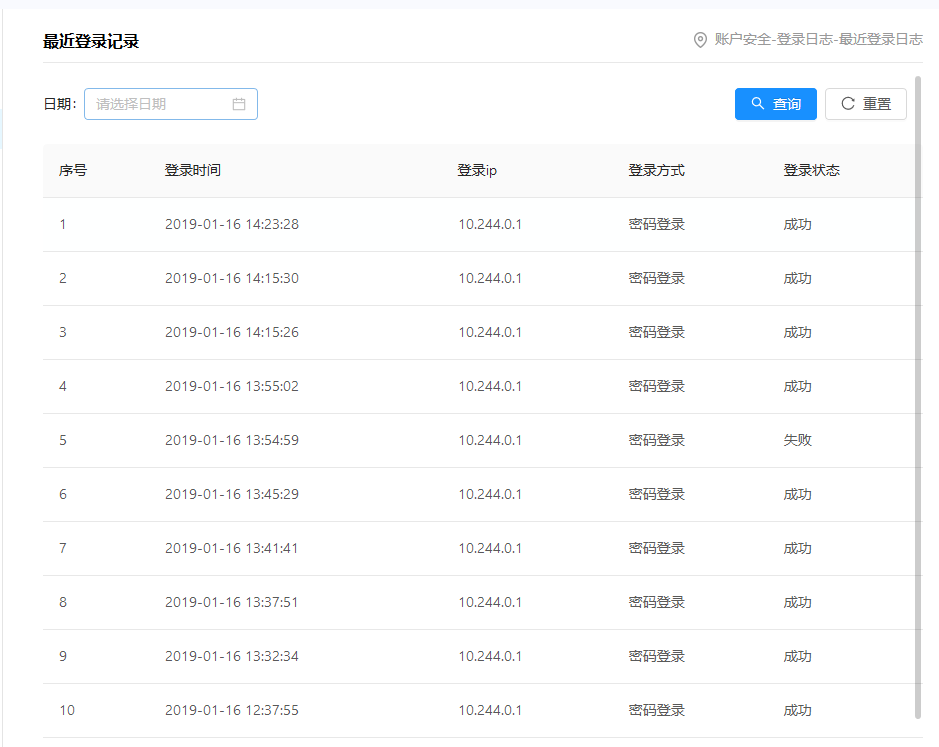 最近登录记录
账户安全-登录日志-最近登录日志
日期： 请选择日期 查询 重置
序号 登录时间 登录ip 登录方式 登录状态
1 2019-01-16 14:23:28 10.244.0.1 密码登录 成功
2 2019-01-16 14:15:30 10.244.0.1 密码登录 成功
3 2019-01-16 14:15:26 10.244.0.1 密码登录 成功
4 2019-01-16 13:55:02 10.244.0.1 密码登录 成功
5 2019-01-16 13:54:59 10.244.0.1 密码登录 失败
6 2019-01-16 13:45:29 10.244.0.1 密码登录 成功
7 2019-01-16 13:41:41 10.244.0.1 密码登录 成功
8 2019-01-16 13:37:51 10.244.0.1 密码登录 成功
9 2019-01-16 13:32:34 10.244.0.1 密码登录 成功
10 2019-01-16 12:37:55 10.244.0.1 密码登录 成功